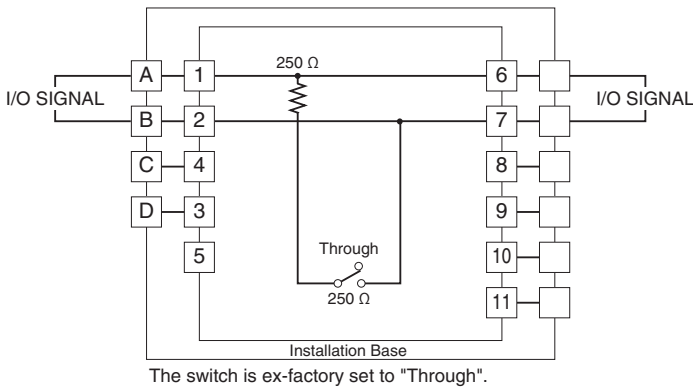 250 Ω
A 1 6
I/O SIGNAL I/O SIGNAL
B 2 7
C 4 8
D 3 9
Through
5 10
250 Ω
11
Installation Base
The switch is ex-factory set to "Through".